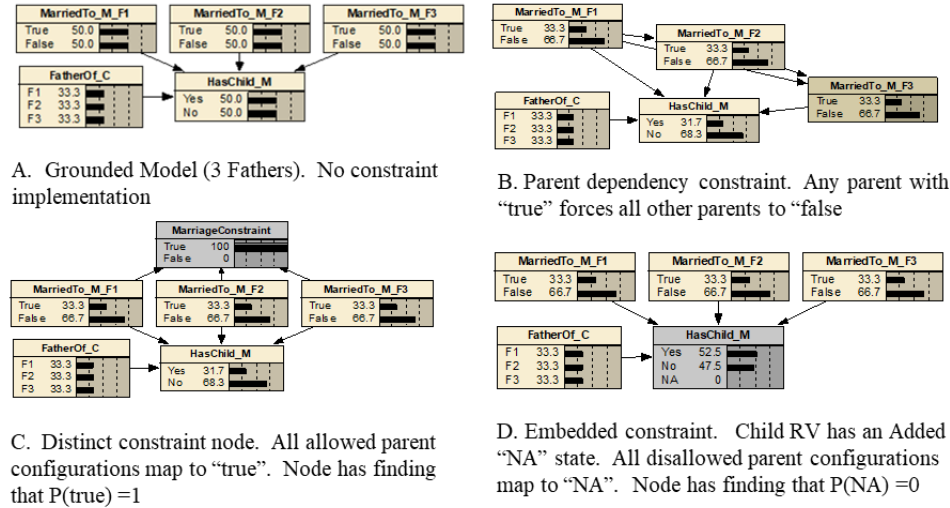 MarriedTo_M_F1
True 50.0
False 50.0
MarriedTo_M_F2
True 50.0
False 50.0
MarriedTo_M_F3
True 50.0
False 50.0
FatherOf_C
F1 33.3
F2 33.3
F3 33.3
HasChild_M
Yes 50.0
No 50.0
A. Grounded Model (3 Fathers). No constraint
implementation
MarriedTo_M_F1
True 33.3
False 66.7
MarriedTo_M_F2
True 33.3
False 66.7
MarriedTo_M_F3
True 33.3
False 66.7
FatherOf_C
F1 33.3
F2 33.3
F3 33.3
HasChild_M
Yes 31.7
No 68.3
B. Parent dependency constraint. Any parent with
“true” forces all other parents to “false
MarriageConstraint
True 100
False 0
MarriedTo_M_F1
True 33.3
False 66.7
MarriedTo_M_F2
True 33.3
False 66.7
MarriedTo_M_F3
True 33.3
False 66.7
FatherOf_C
F1 33.3
F2 33.3
F3 33.3
HasChild_M
Yes 31.7
No 68.3
C. Distinct constraint node. All allowed parent
configurations map to “true”. Node has finding
that P(true) =1
MarriedTo_M_F1
True 33.3
False 66.7
MarriedTo_M_F2
True 33.3
False 66.7
MarriedTo_M_F3
True 33.3
False 66.7
FatherOf_C
F1 33.3
F2 33.3
F3 33.3
HasChild_M
Yes 52.5
No 47.5
NA 0
D. Embedded constraint. Child RV has an Added
“NA” state. All disallowed parent configurations
map to “NA”. Node has finding that P(NA) =0